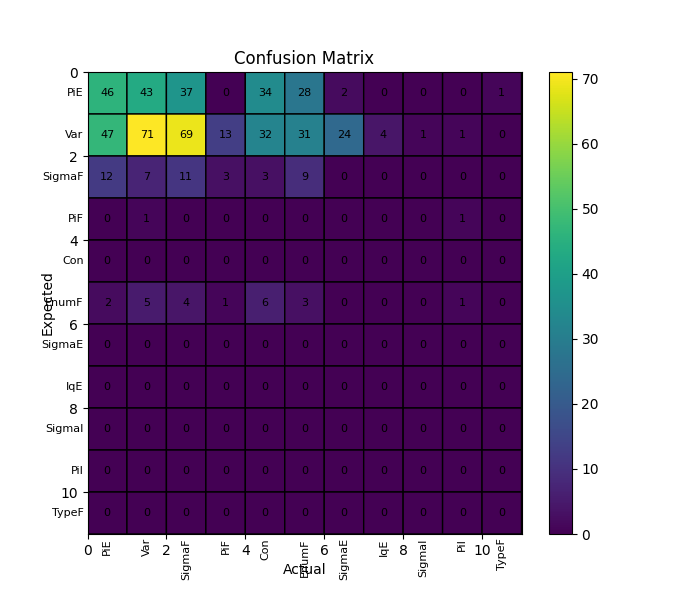 Confusion Matrix
0
PiE 46 43 37 0 34 28 2 0 0 0 1
Var 47 71 69 13 32 31 24 4 1 1 0
2
SigmaF 12 7 11 3 3 9 0 0 0 0 0
PiF 0 1 0 0 0 0 0 0 0 1 0
4
Con 0 0 0 0 0 0 0 0 0 0 0
EnumF 2 5 4 1 6 3 0 0 0 1 0
6
SigmaE 0 0 0 0 0 0 0 0 0 0 0
IqE 0 0 0 0 0 0 0 0 0 0 0
8
SigmaI 0 0 0 0 0 0 0 0 0 0 0
PiI 0 0 0 0 0 0 0 0 0 0 0
10
TypeF 0 0 0 0 0 0 0 0 0 0 0
Expected
0 2 4 6 8 10
PiE Var SigmaF PiF Con EnumF SigmaE IqE SigmaI PiI TypeF
Actual
70
60
50
40
30
20
10
0